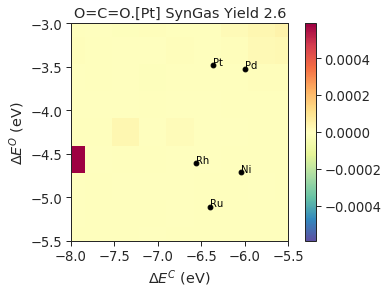 O=C=O.[Pt] SynGas Yield 2.6
−3.0
−3.5
−4.0
−4.5
−5.0
−5.5
ΔE^O (eV)
Pt
Pd
Rh
Ni
Ru
−8.0 −7.5 −7.0 −6.5 −6.0 −5.5
ΔE^C (eV)
0.0004
0.0002
0.0000
−0.0002
−0.0004